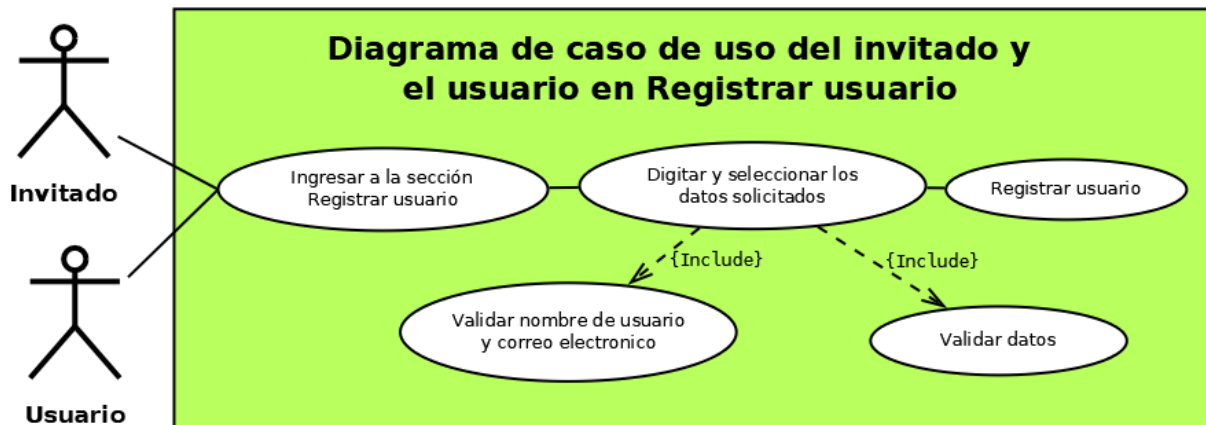 Diagrama de caso de uso del invitado y
el usuario en Registrar usuario
Invitado
Ingresar a la sección
Registrar usuario
Digitar y seleccionar los
datos solicitados
Registrar usuario
{Include}
{Include}
Validar nombre de usuario
y correo electronico
Validar datos
Usuario